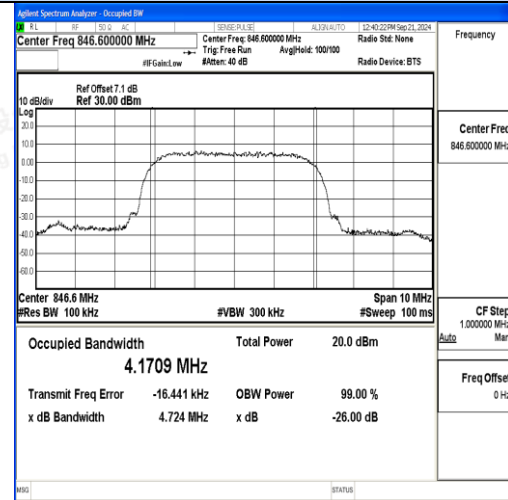 Agilent Spectrum Analyzer - Occupied BW
RL RF 50 Ω AC SENSE:PULSE ALIGN AUTO 12:40:22 PM Sep 21, 2024
Center Freq 846.600000 MHz
Center Freq: 846.600000 MHz
Radio Std: None
Trig: Free Run Avg|Hold: 100/100
#IFGain:Low #Atten: 40 dB Radio Device: BTS
Ref Offset 7.1 dB
10 dB/div Ref 30.00 dBm
Log
20.0
10.0
0.00
-10.0
-20.0
-30.0
-40.0
-50.0
-60.0
Center 846.6 MHz Span 10 MHz
#Res BW 100 kHz #VBW 300 kHz #Sweep 100 ms
Occupied Bandwidth Total Power 20.0 dBm
4.1709 MHz
Transmit Freq Error -16.441 kHz OBW Power 99.00 %
x dB Bandwidth 4.724 MHz x dB -26.00 dB
MSG STATUS
Frequency
Center Freq
846.600000 MHz
CF Step
1.000000 MHz
Auto Man
Freq Offset
0 Hz